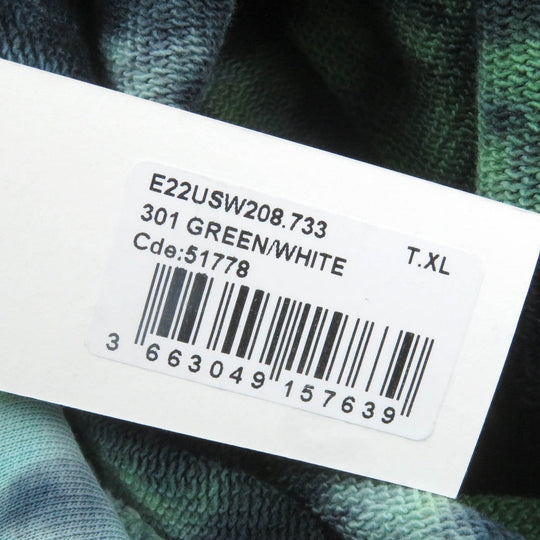 E22USW208.733
301 GREEN/WHITE T.XL
Cde:51778
3 663049 157639